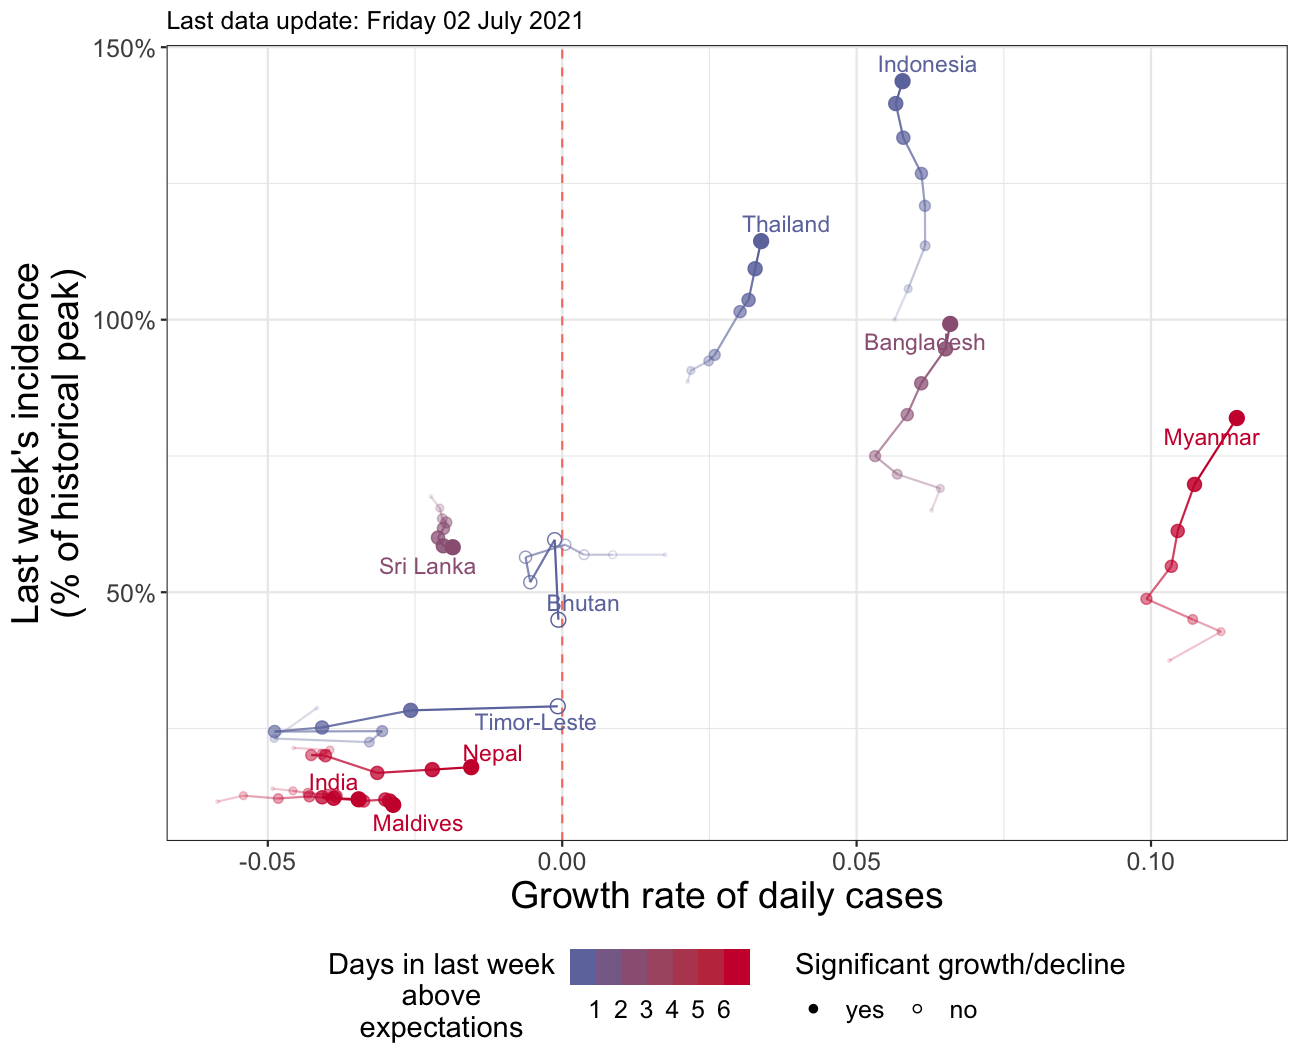 Last data update: Friday 02 July 2021
150%
100%
50%
Last week's incidence
(% of historical peak)
Indonesia
Thailand
Bangladesh
Myanmar
Sri Lanka
Bhutan
Timor-Leste
Nepal
India
Maldives
-0.05 0.00 0.05 0.10
Growth rate of daily cases
Days in last week
above
expectations
1 2 3 4 5 6
Significant growth/decline
yes no